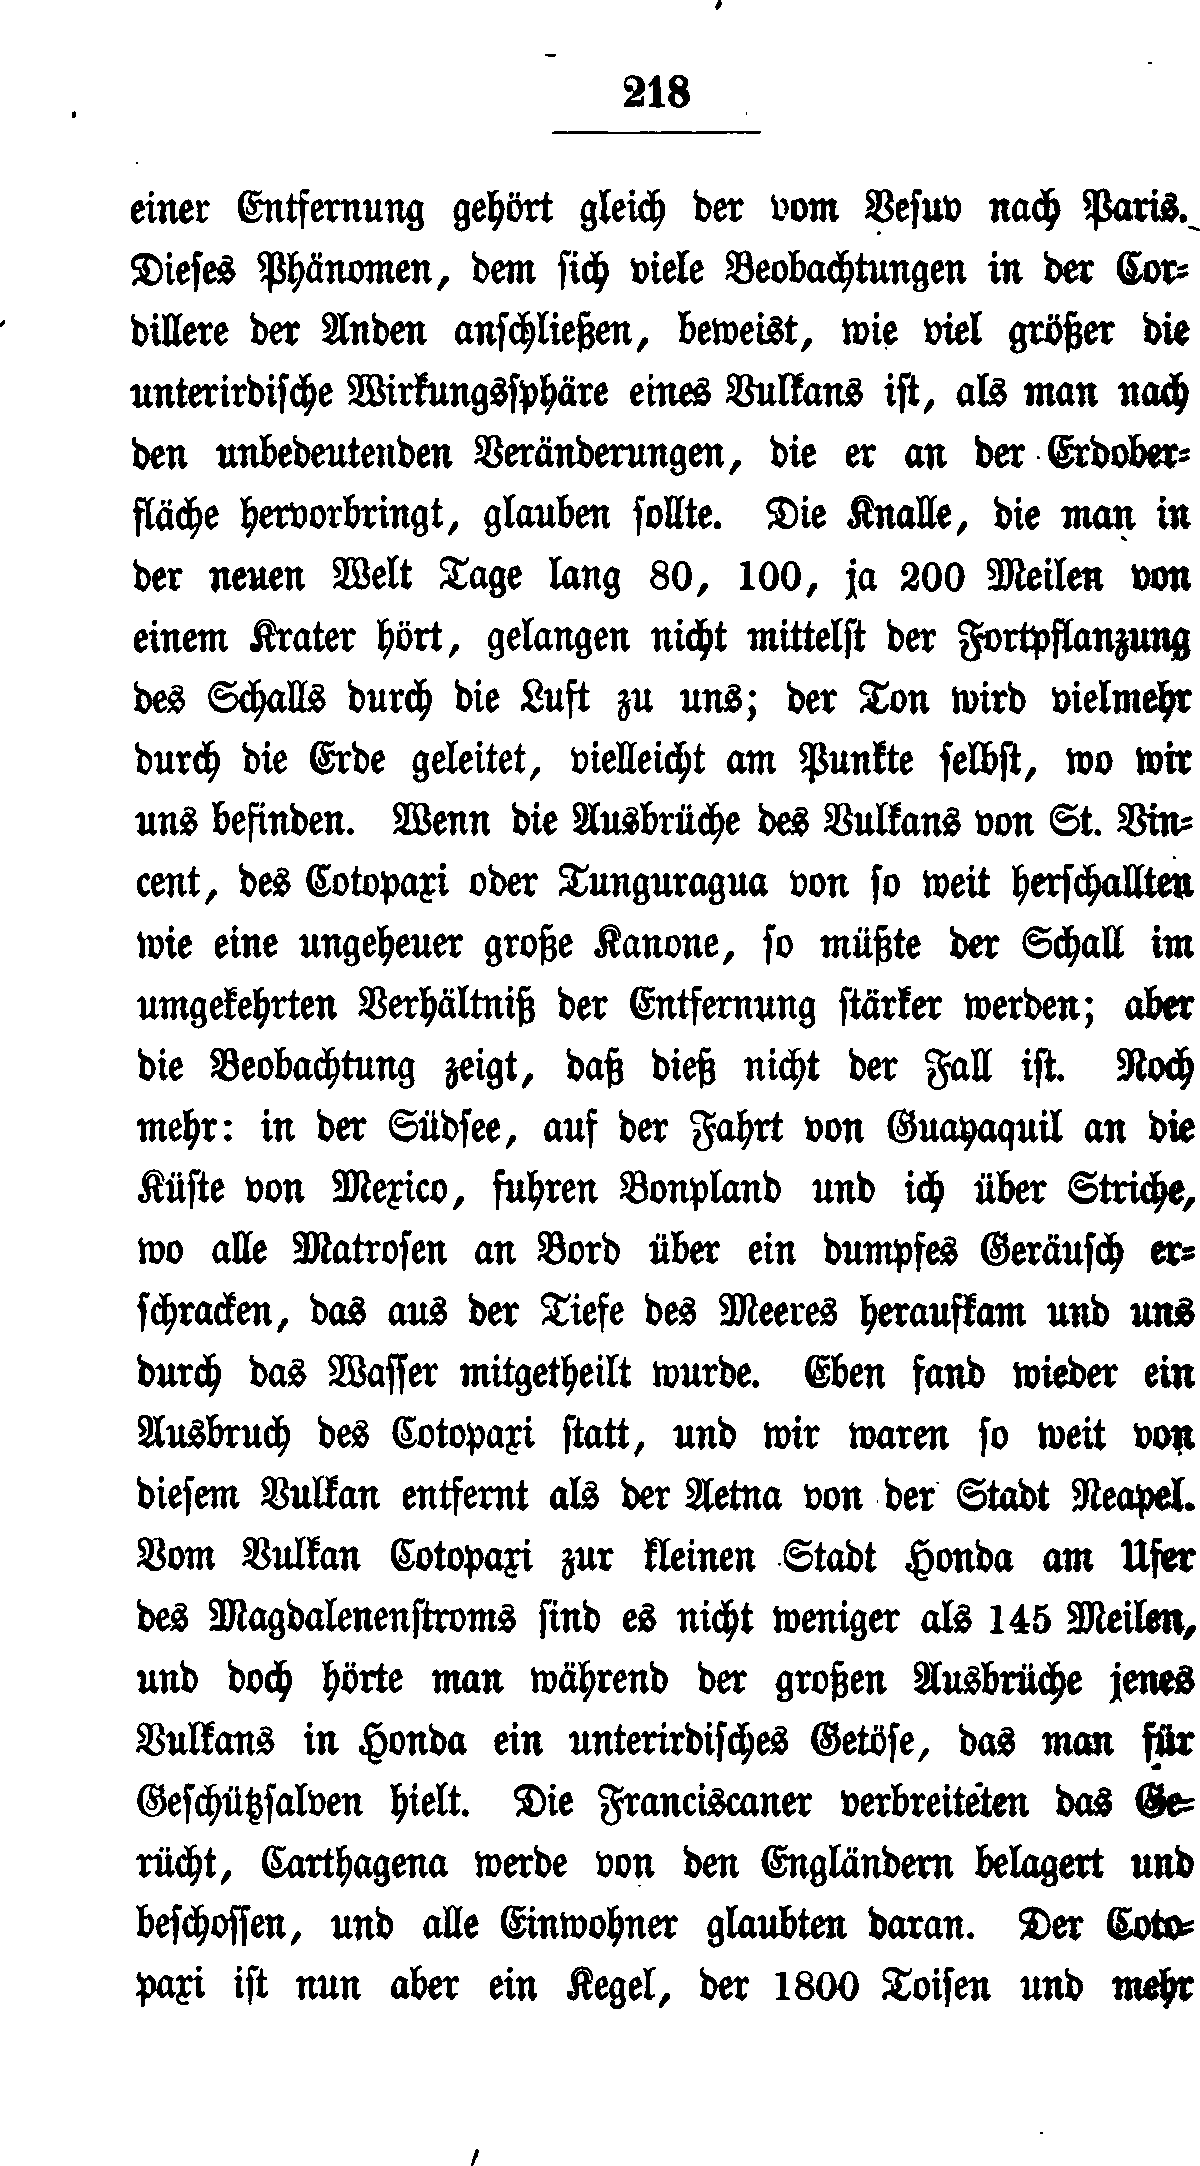 218
einer Entfernung gehört gleich der vom Veſuv nach Paris.
Dieſes Phänomen, dem ſich viele Beobachtungen in der Cor⸗
dillere der Anden anſchließen, beweist, wie viel größer die
unterirdiſche Wirkungsſphäre eines Vulkans iſt, als man nach
den unbedeutenden Veränderungen, die er an der Erdober⸗
fläche hervorbringt, glauben ſollte. Die Knalle, die man in
der neuen Welt Tage lang 80, 100, ja 200 Meilen von
einem Krater hört, gelangen nicht mittelſt der Fortpflanzung
des Schalls durch die Luft zu uns; der Ton wird vielmehr
durch die Erde geleitet, vielleicht am Punkte ſelbſt, wo wir
uns befinden. Wenn die Ausbrüche des Vulkans von St. Vin⸗
cent, des Cotopaxi oder Tunguragua von ſo weit herſchallten
wie eine ungeheuer große Kanone, ſo müßte der Schall im
umgekehrten Verhältniß der Entfernung ſtärker werden; aber
die Beobachtung zeigt, daß dieß nicht der Fall iſt. Noch
mehr: in der Südſee, auf der Fahrt von Guayaquil an die
Küſte von Mexico, fuhren Bonpland und ich über Striche,
wo alle Matroſen an Bord über ein dumpfes Geräuſch er⸗
ſchracken, das aus der Tiefe des Meeres heraufkam und uns
durch das Waſſer mitgetheilt wurde. Eben fand wieder ein
Ausbruch des Cotopaxi ſtatt, und wir waren ſo weit von
dieſem Vulkan entfernt als der Aetna von der Stadt Neapel.
Vom Vulkan Cotopaxi zur kleinen Stadt Honda am Ufer
des Magdalenenſtroms ſind es nicht weniger als 145 Meilen,
und doch hörte man während der großen Ausbrüche jenes
Vulkans in Honda ein unterirdiſches Getöſe, das man für
Geſchützſalven hielt. Die Franciscaner verbreiteten das Ge⸗
rücht, Carthagena werde von den Engländern belagert und
beſchoſſen, und alle Einwohner glaubten daran. Der Coto⸗
paxi iſt nun aber ein Kegel, der 1800 Toiſen und mehr